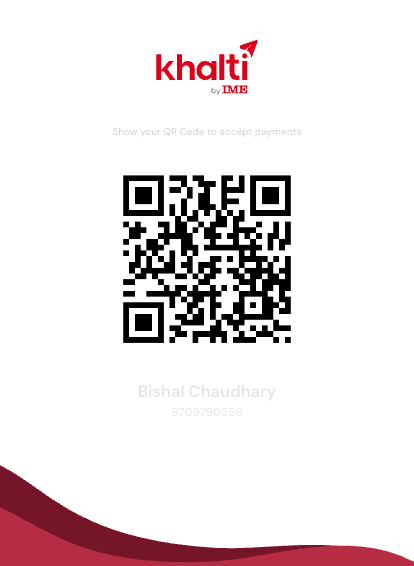 khalti
by IME
Show your QR Code to accept payments
Bishal Chaudhary
9709790556